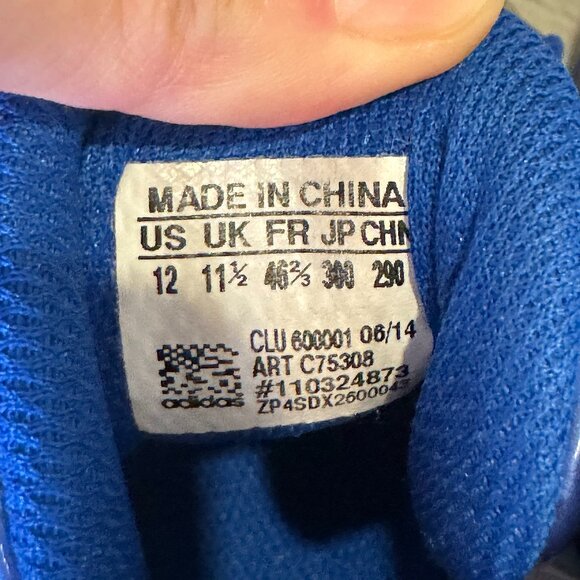 MADE IN CHINA
US UK FR JP CHN
12 11½ 46⅔ 300 290
CLU 600001 06/14
ART C75308
#110324873
adidas ZP4SDX260004